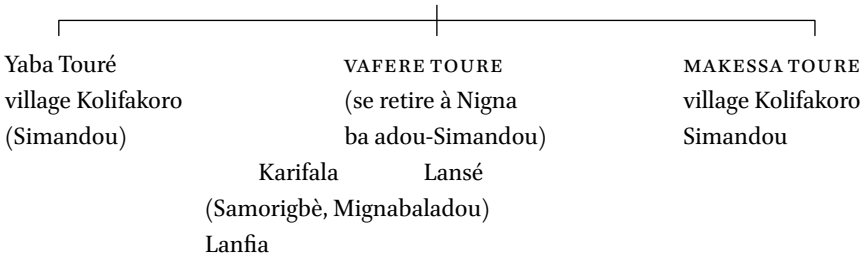 Yaba Touré VAFERE TOURE MAKESSA TOURE
village Kolifakoro (se retire à Nigna village Kolifakoro
(Simandou) ba adou-Simandou) Simandou
Karifala Lansé
(Samorigbè, Mignabaladou)
Lanfia